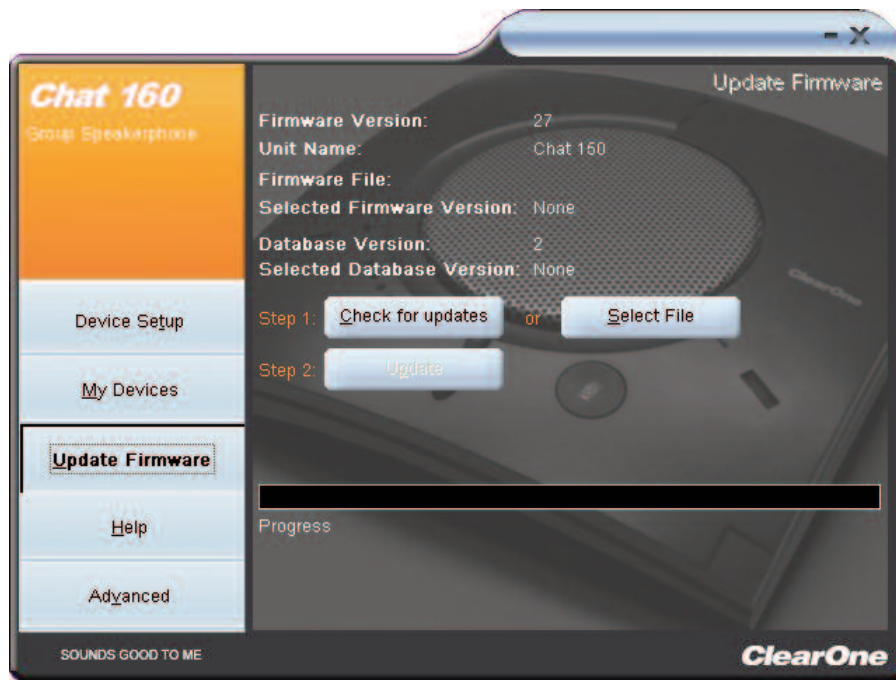 Chat 160
Group Speakerphone
Device Setup
My Devices
Update Firmware
Help
Advanced
SOUNDS GOOD TO ME
Update Firmware
Firmware Version: 27
Unit Name: Chat 160
Firmware File:
Selected Firmware Version: None
Database Version: 2
Selected Database Version: None
Step 1: Check for updates or Select File
Step 2: Update
Progress
ClearOne
ClearOne